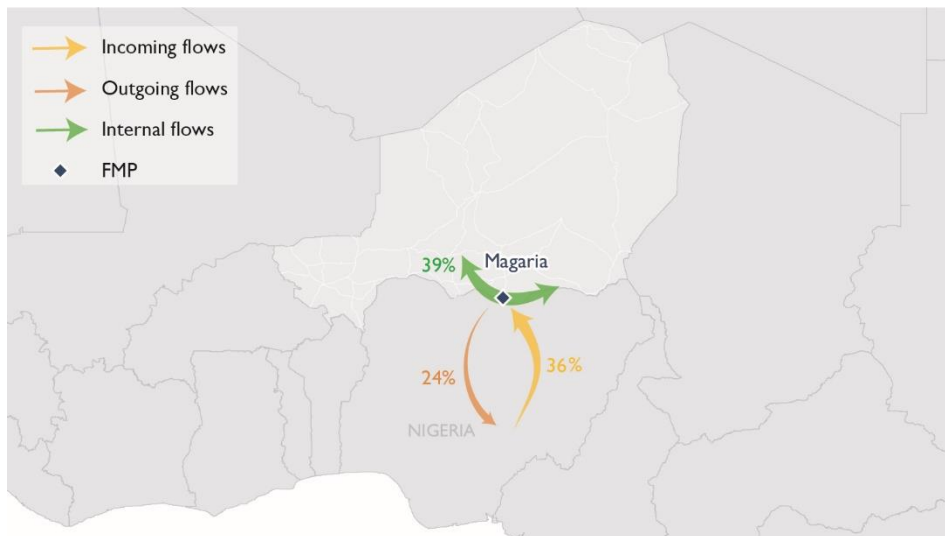 Incoming flows
Outgoing flows
Internal flows
FMP
39%
Magaria
24%
36%
NIGERIA